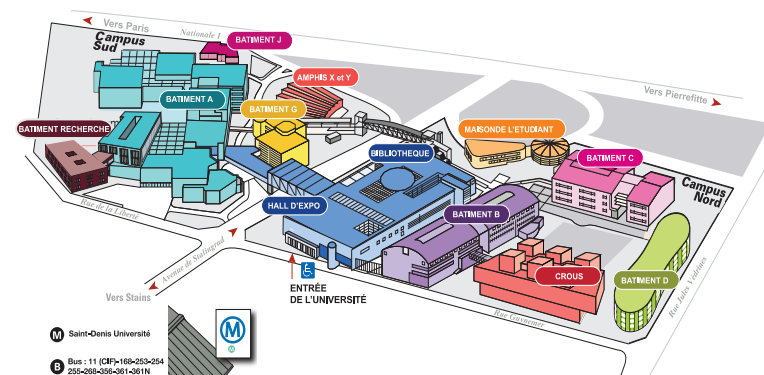 Vers Paris
Nationale 1
Campus
Sud
BATIMENT J
AMPHIS X et Y
Vers Pierrefitte
BATIMENT A
BATIMENT G
BATIMENT RECHERCHE
MAISONDE L'ETUDIANT
BIBLIOTHEQUE
BATIMENT C
Campus
Nord
Rue de la Liberté
HALL D'EXPO
BATIMENT B
Avenue de Stalingrad
CROUS
BATIMENT D
Rue Jules Védrines
ENTRÉE
DE L'UNIVERSITÉ
Vers Stains
Rue Guynemer
M Saint-Denis Université
M
M
B Bus : 11 (CIF)-168-253-254
255-268-356-361-361N